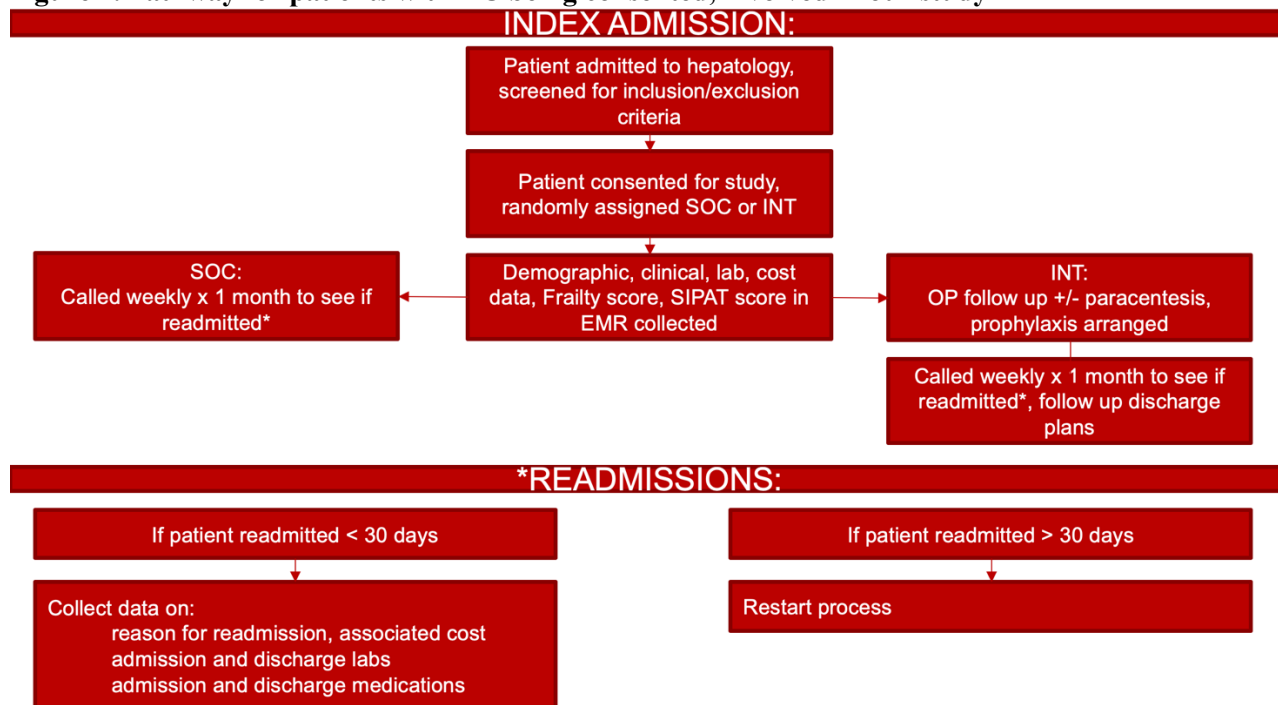 INDEX ADMISSION:
Patient admitted to hepatology,
screened for inclusion/exclusion
criteria
Patient consented for study,
randomly assigned SOC or INT
SOC:
Called weekly x 1 month to see if
readmitted*
Demographic, clinical, lab, cost
data, Frailty score, SIPAT score in
EMR collected
INT:
OP follow up +/- paracentesis,
prophylaxis arranged
Called weekly x 1 month to see if
readmitted*, follow up discharge
plans
*READMISSIONS:
If patient readmitted < 30 days
If patient readmitted > 30 days
Collect data on:
reason for readmission, associated cost
admission and discharge labs
admission and discharge medications
Restart process